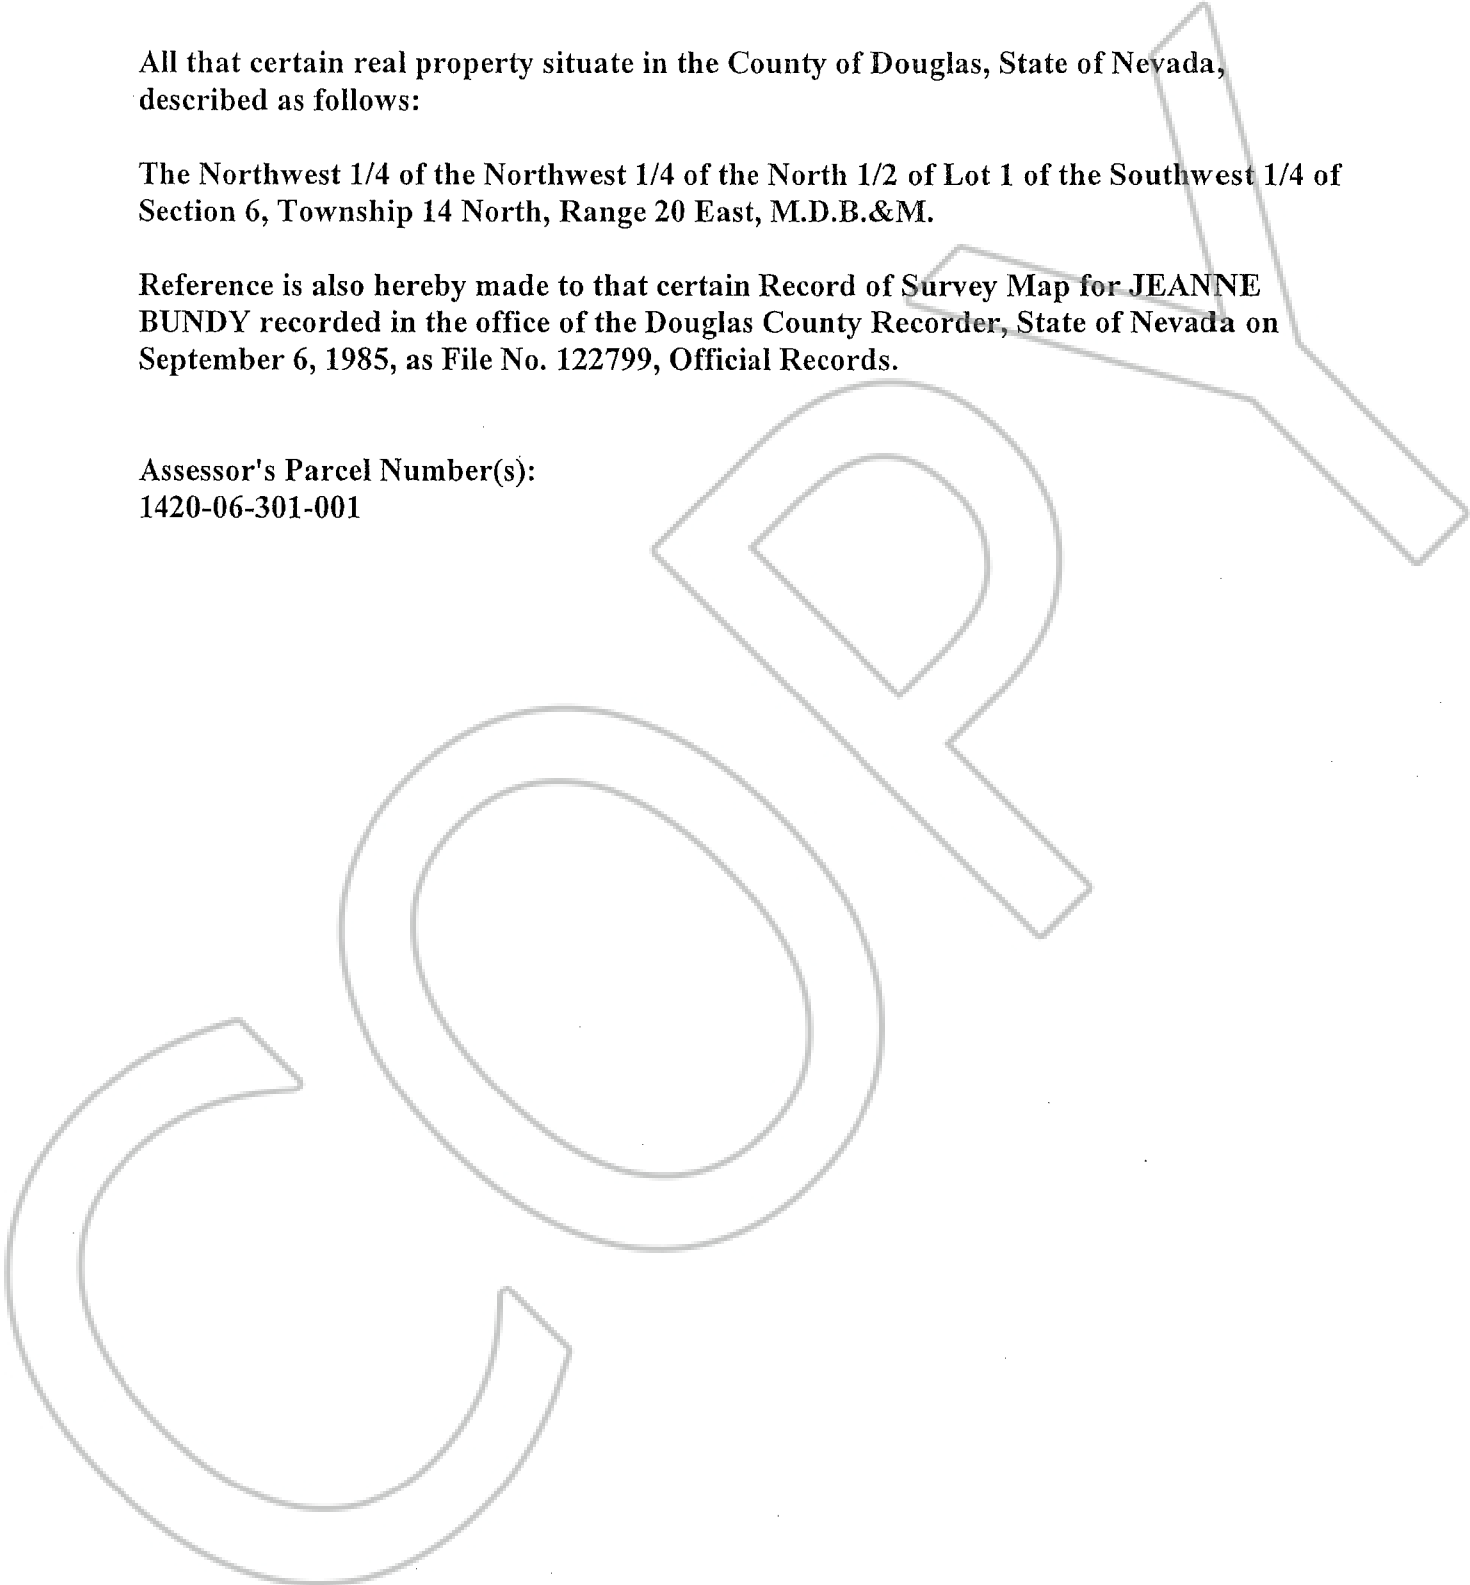 All that certain real property situate in the County of Douglas, State of Nevada,
described as follows:
The Northwest 1/4 of the Northwest 1/4 of the North 1/2 of Lot 1 of the Southwest 1/4 of
Section 6, Township 14 North, Range 20 East, M.D.B.&M.
Reference is also hereby made to that certain Record of Survey Map for JEANNE
BUNDY recorded in the office of the Douglas County Recorder, State of Nevada on
September 6, 1985, as File No. 122799, Official Records.
Assessor's Parcel Number(s):
1420-06-301-001
COPY